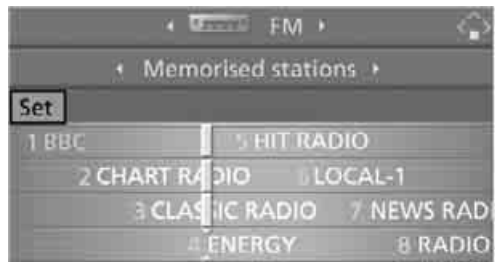 FM
Memorised stations
Set
1 BBC 5 HIT RADIO
2 CHART RADIO 6 LOCAL-1
3 CLASSIC RADIO 7 NEWS RAD
4 ENERGY 8 RADIO